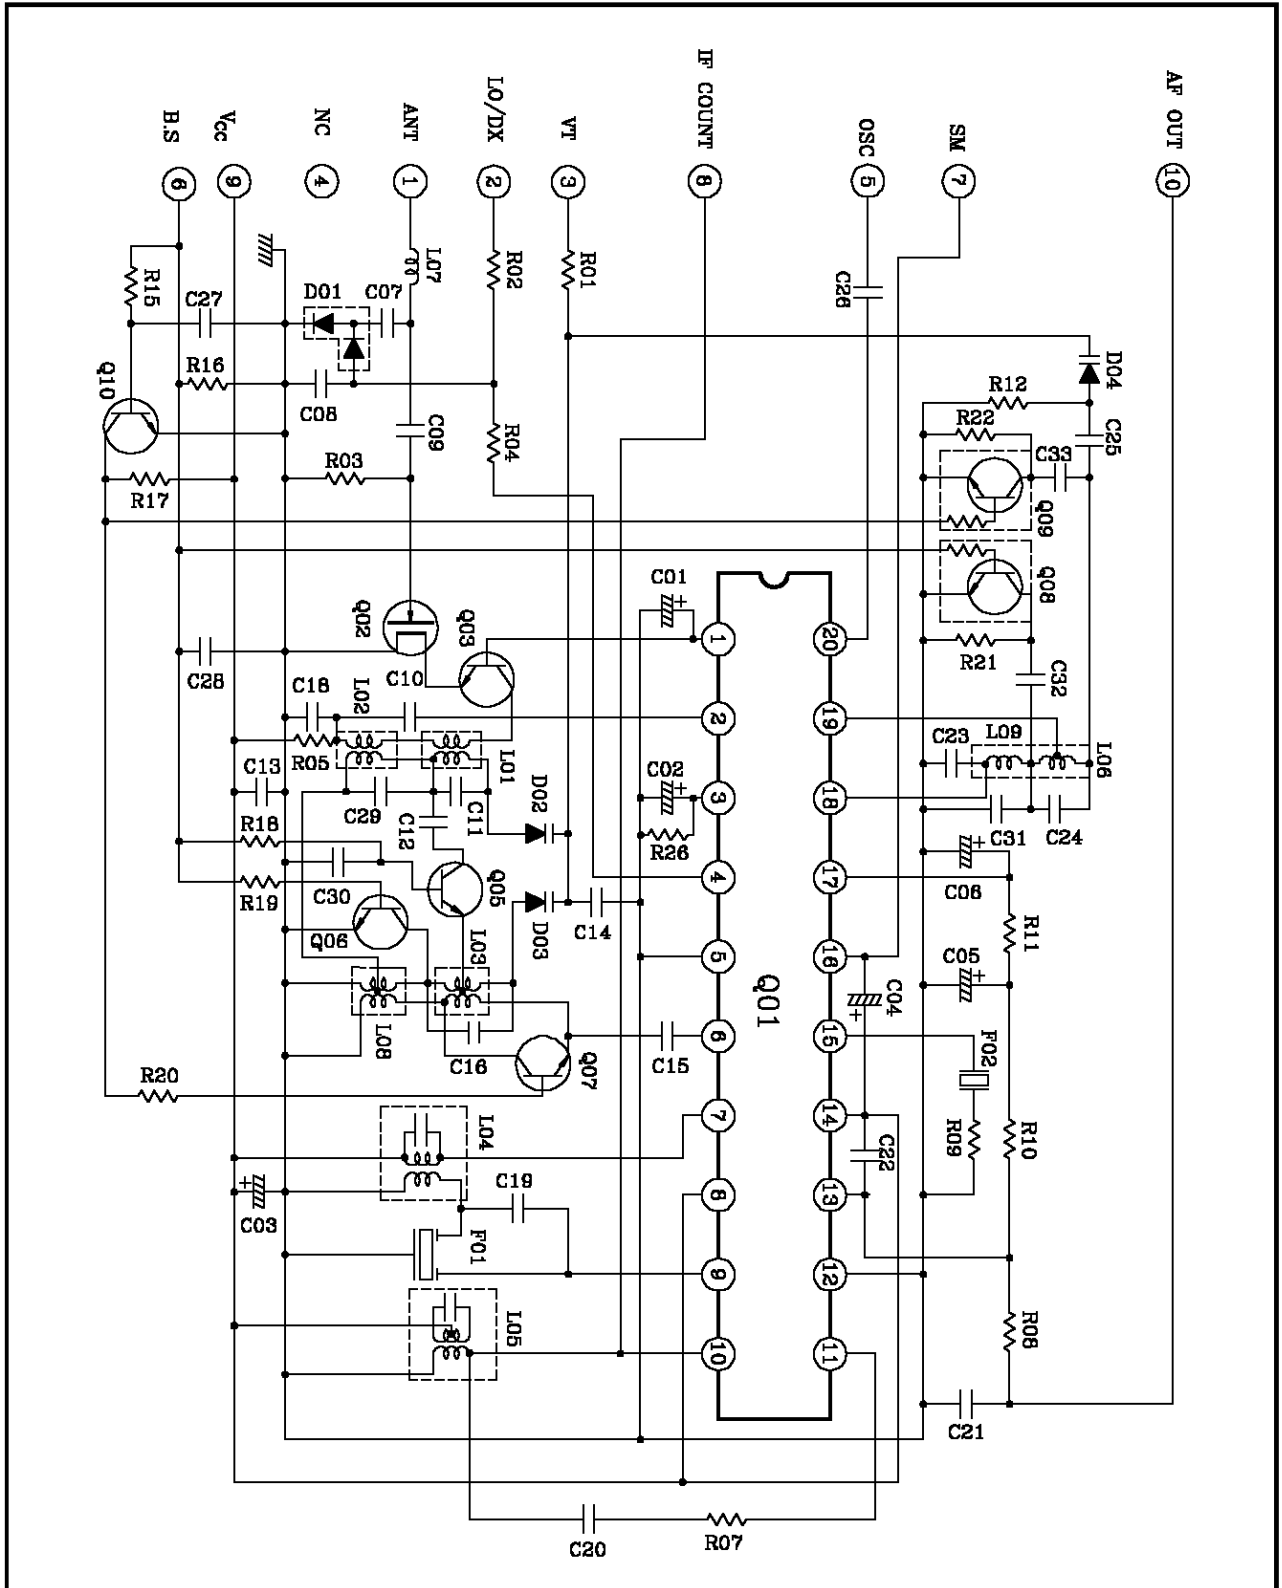 B.S
Vcc
NC
ANT
LO/DX
VT
IF COUNT
OSC
SM
AF OUT
6
9
4
1
2
3
8
5
7
10
L07
R02
R01
R15
C27
D01
C07
C26
R16
C08
C09
R04
Q10
R03
R17
D04
R12
R22
C25
C33
Q09
Q08
R21
C32
C01
Q02
Q03
C28
C10
C18
L02
R05
L01
C13
C29
C11
C12
D02
C02
R26
R18
C30
R19
Q05
Q06
L03
D03
C14
L09
C23
L06
C31
C24
C06
R11
C05
C04
L08
C16
Q07
C15
R20
F02
R09
R10
C22
L04
C19
C03
F01
L05
R08
C21
C20
R07
Q01
1
2
3
4
5
6
7
8
9
10
20
19
18
17
16
15
14
13
12
11
+
+
+
+
+
+